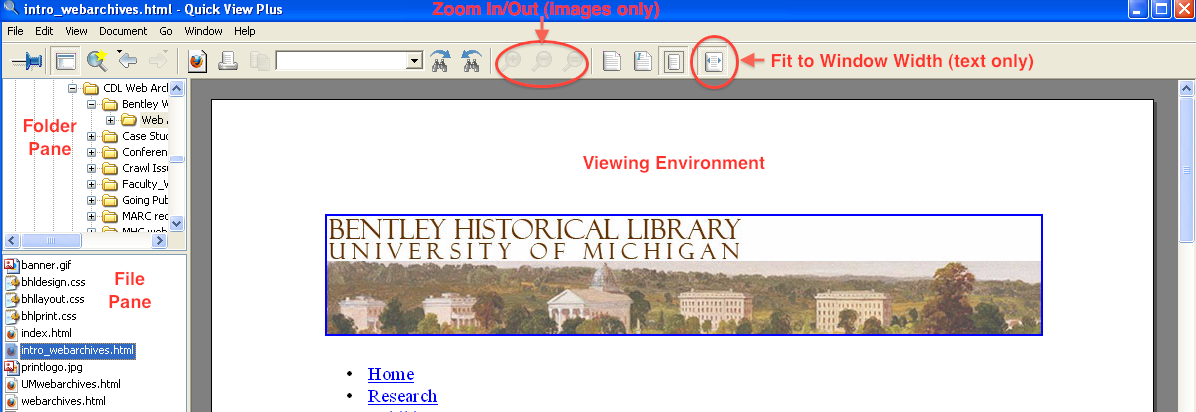 intro_webarchives.html - Quick View Plus
Zoom In/Out (images only)
File Edit View Document Go Window Help
Fit to Window Width (text only)
CDL Web Arch
Bentley W
Web A
Case Stud
Conferen
Crawl Issu
Faculty_V
Going Pub
MARC rec
MHC web
Folder
Pane
Viewing Environment
BENTLEY HISTORICAL LIBRARY
UNIVERSITY OF MICHIGAN
banner.gif
bhldesign.css
bhllayout.css
bhlprint.css
index.html
intro_webarchives.html
printlogo.jpg
UMwebarchives.html
webarchives.html
File
Pane
Home
Research